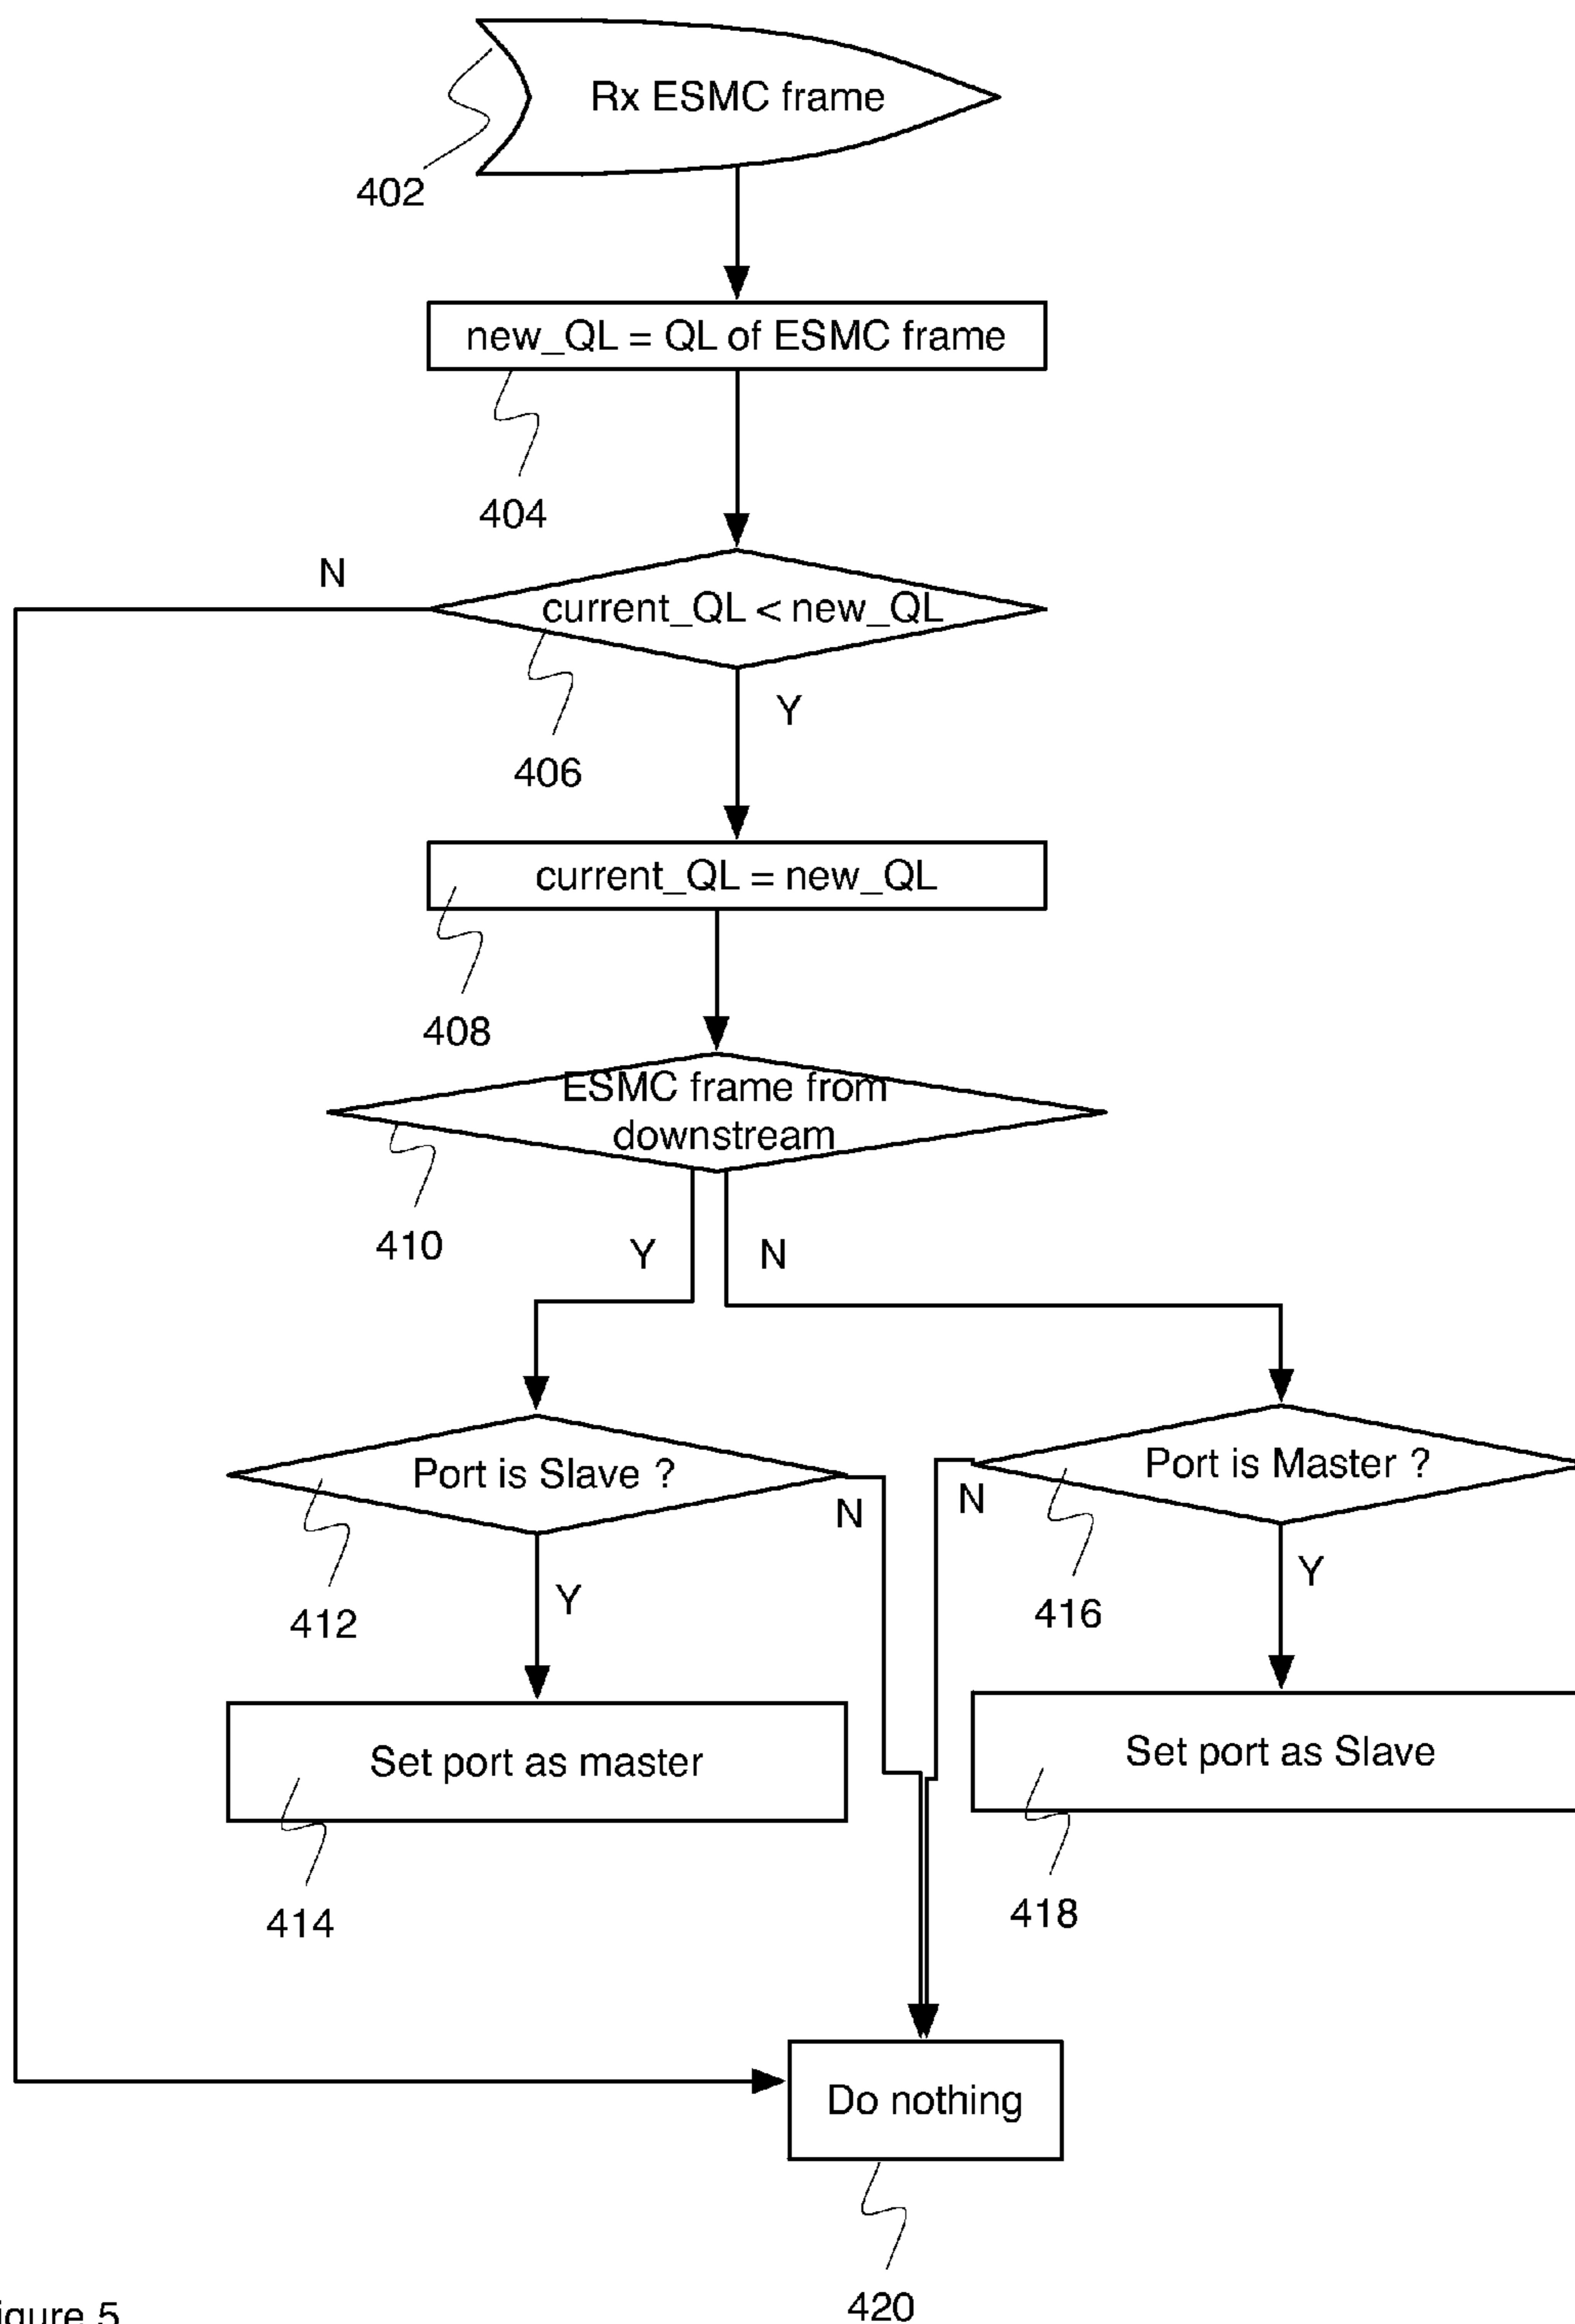 Rx ESMC frame
402
new_QL = QL of ESMC frame
404
N
current_QL < new_QL
Y
406
current_QL = new_QL
408
ESMC frame from
downstream
410
Y
N
Port is Slave ?
Port is Master ?
N
N
Y
Y
412
416
Set port as master
Set port as Slave
414
418
Do nothing
420
igure 5